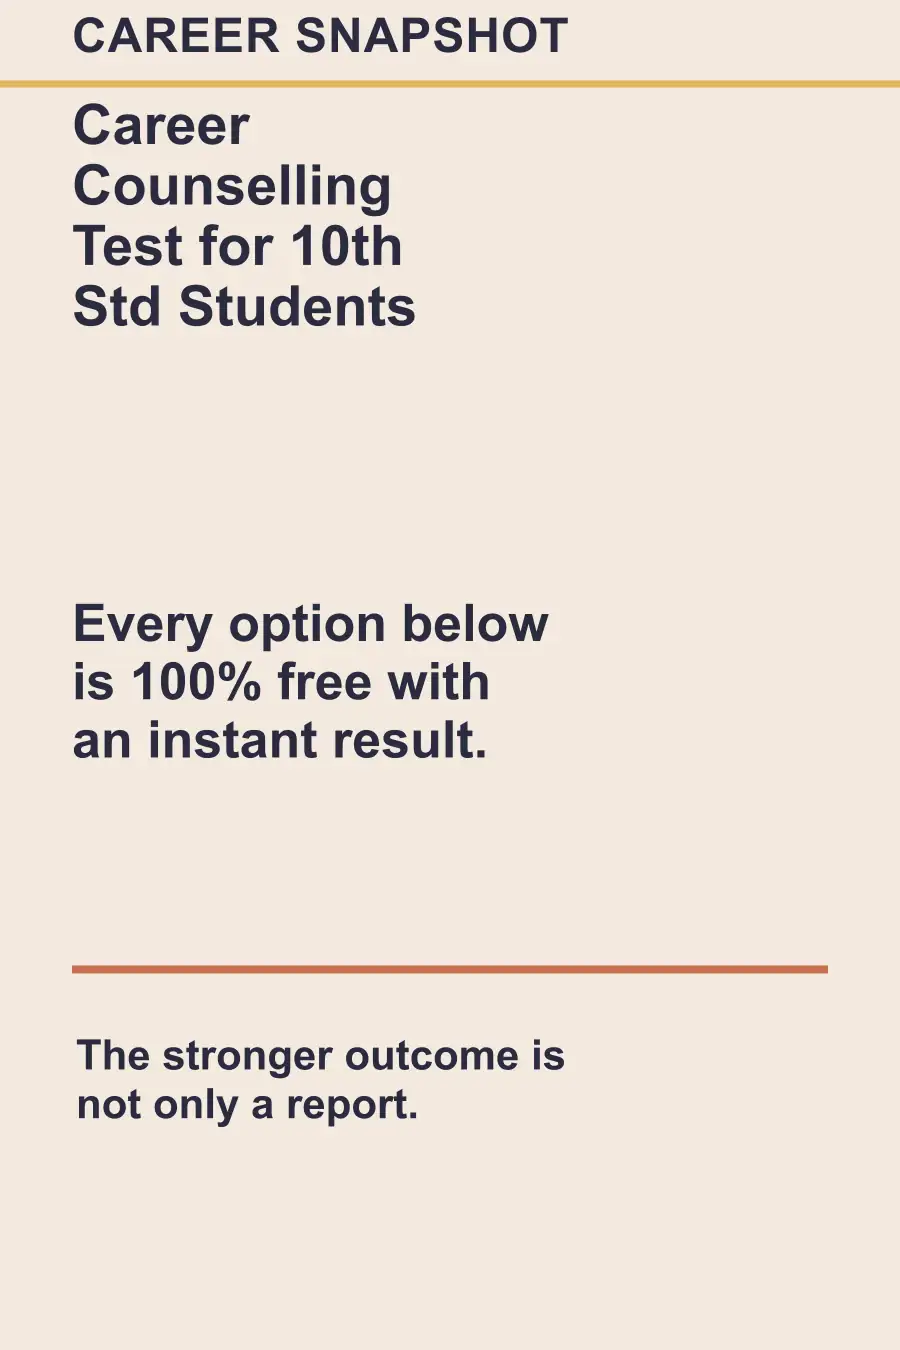 CAREER SNAPSHOT
Career
Counselling
Test for 10th
Std Students
Every option below
is 100% free with
an instant result.
The stronger outcome is
not only a report.